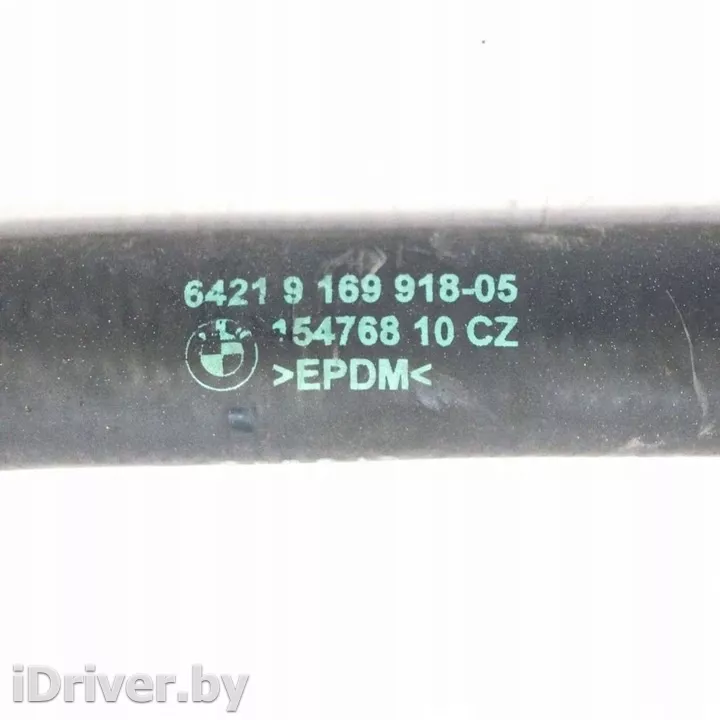 6421 9 169 918-05
154768 10 CZ
>EPDM<
iDriver.by